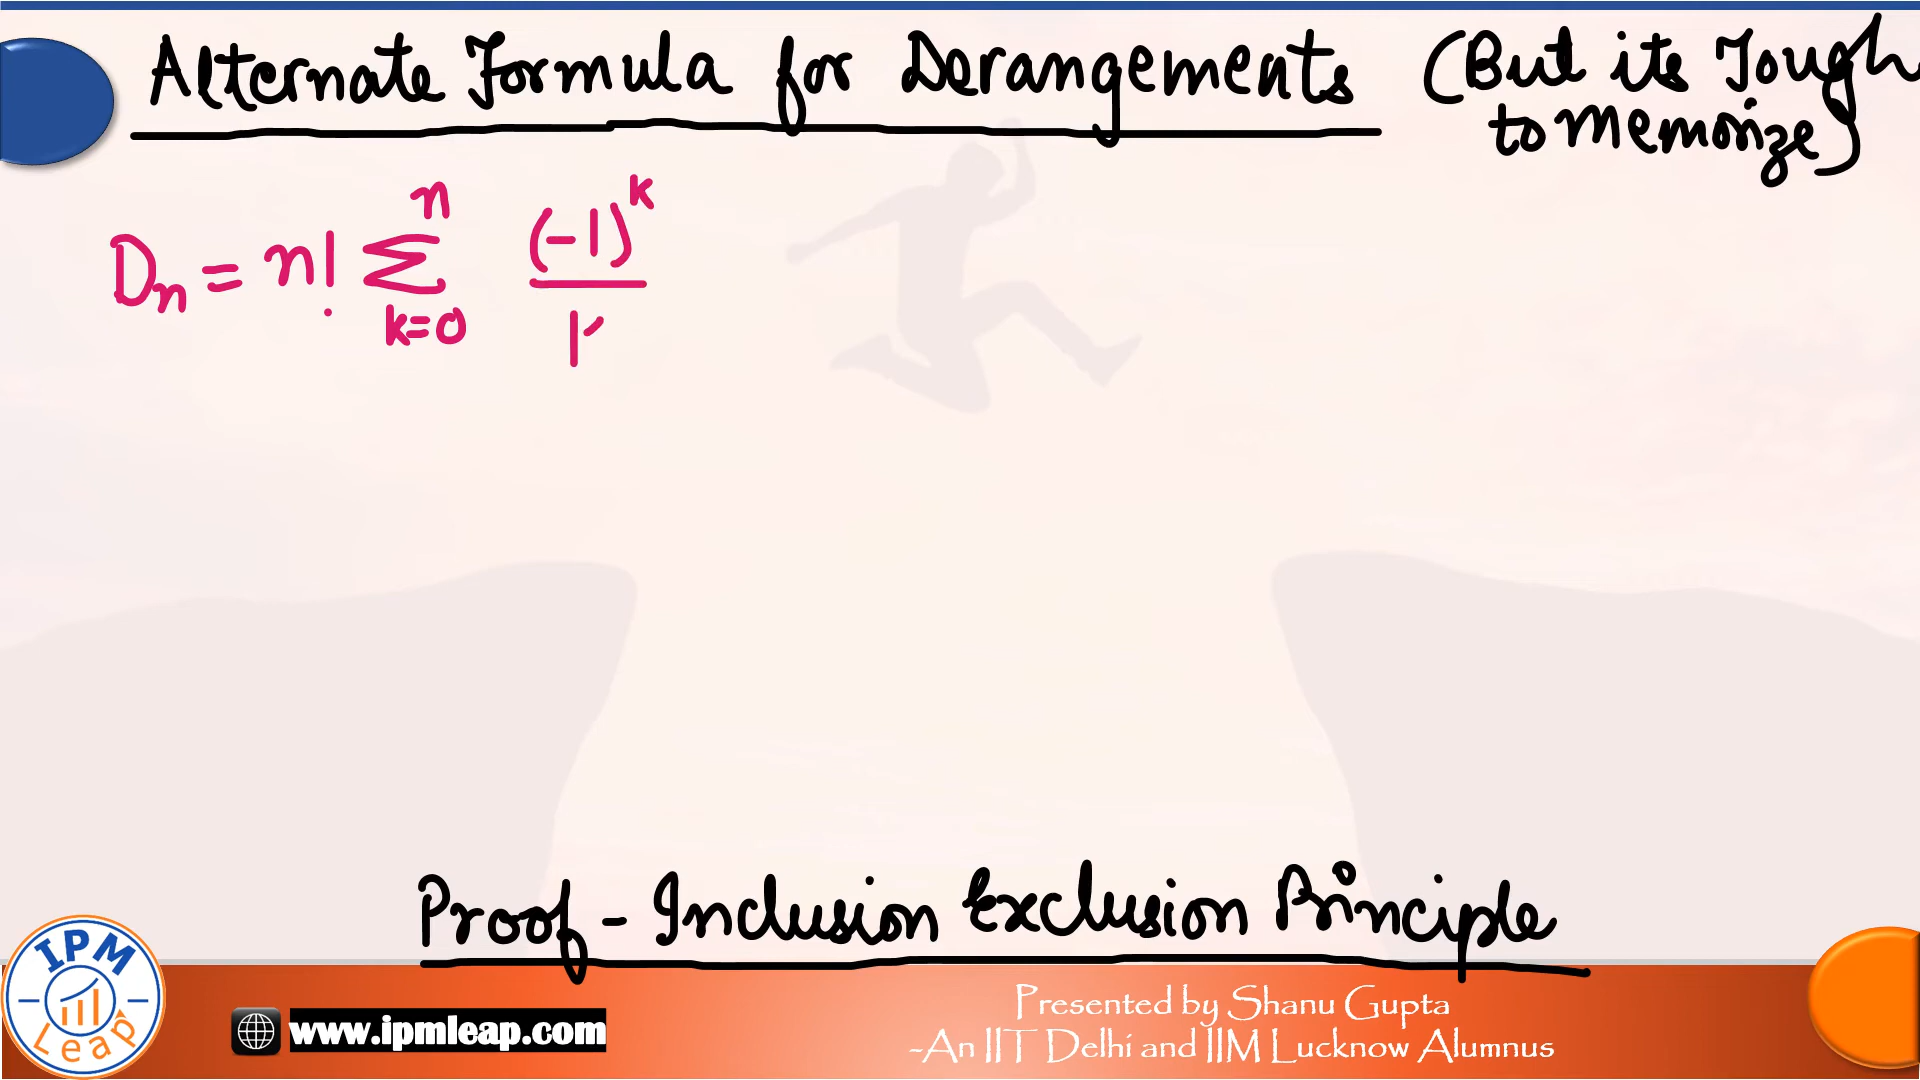 Alternate Formula for Derangements (But its Tough
to Memorize)
Dn = n! Σ (-1)^k
n
k=0
Proof - Inclusion Exclusion Principle
IPM
Leap
www.ipmleap.com
Presented by Shanu Gupta
-An IIT Delhi and IIM Lucknow Alumnus